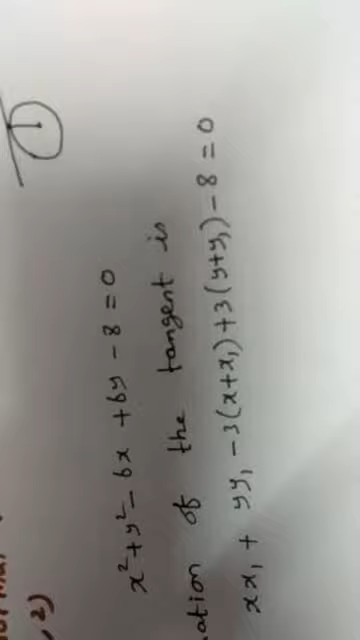 , 2)
x² + y² - 6x + 6y - 8 = 0
ation of the tangent is
xx₁ + yy₁ - 3(x+x₁) + 3(y+y₁) - 8 = 0